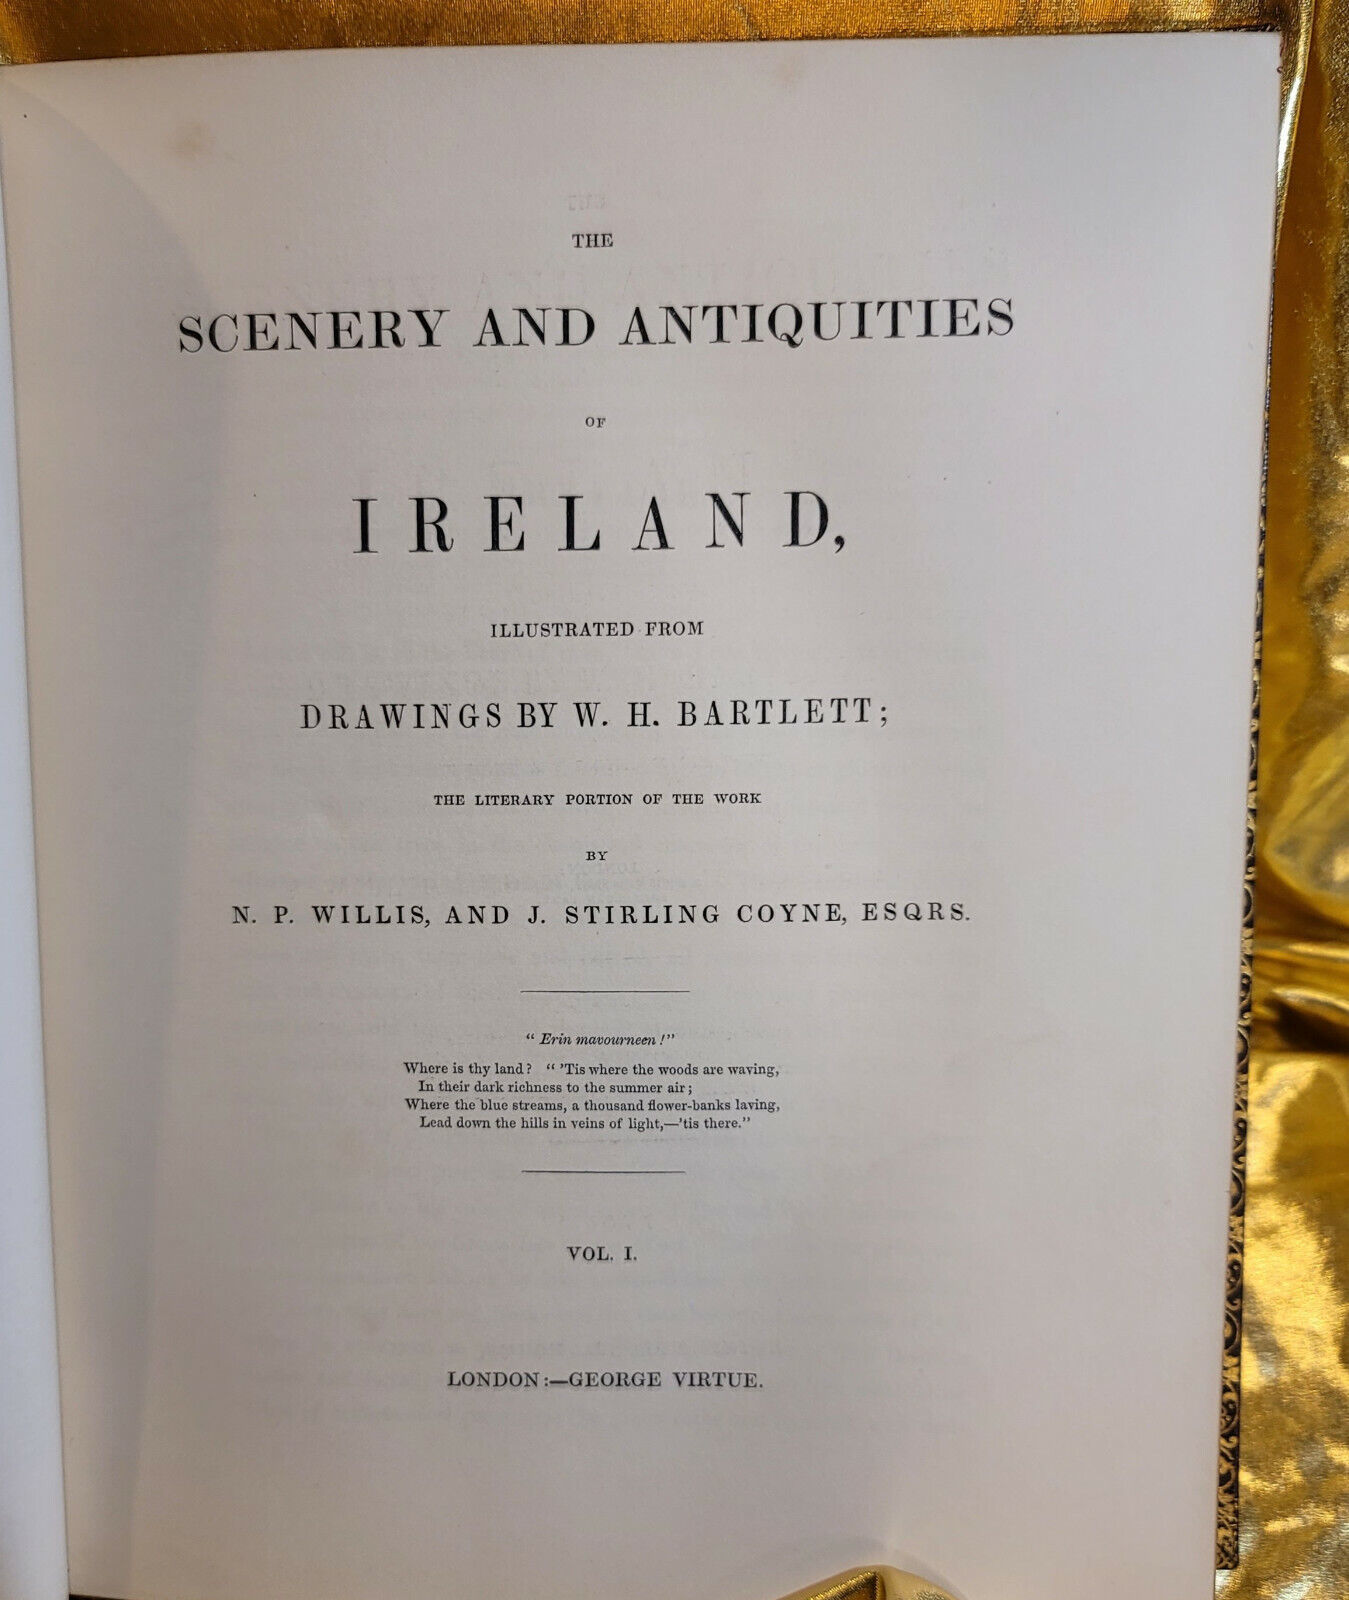 THE
SCENERY AND ANTIQUITIES
OF
IRELAND,
ILLUSTRATED FROM
DRAWINGS BY W. H. BARTLETT;
THE LITERARY PORTION OF THE WORK
BY
N. P. WILLIS, AND J. STIRLING COYNE, ESQRS.
" Erin mavourneen !"
Where is thy land? " 'Tis where the woods are waving,
In their dark richness to the summer air;
Where the blue streams, a thousand flower-banks laving,
Lead down the hills in veins of light,—'tis there."
VOL. I.
LONDON:—GEORGE VIRTUE.